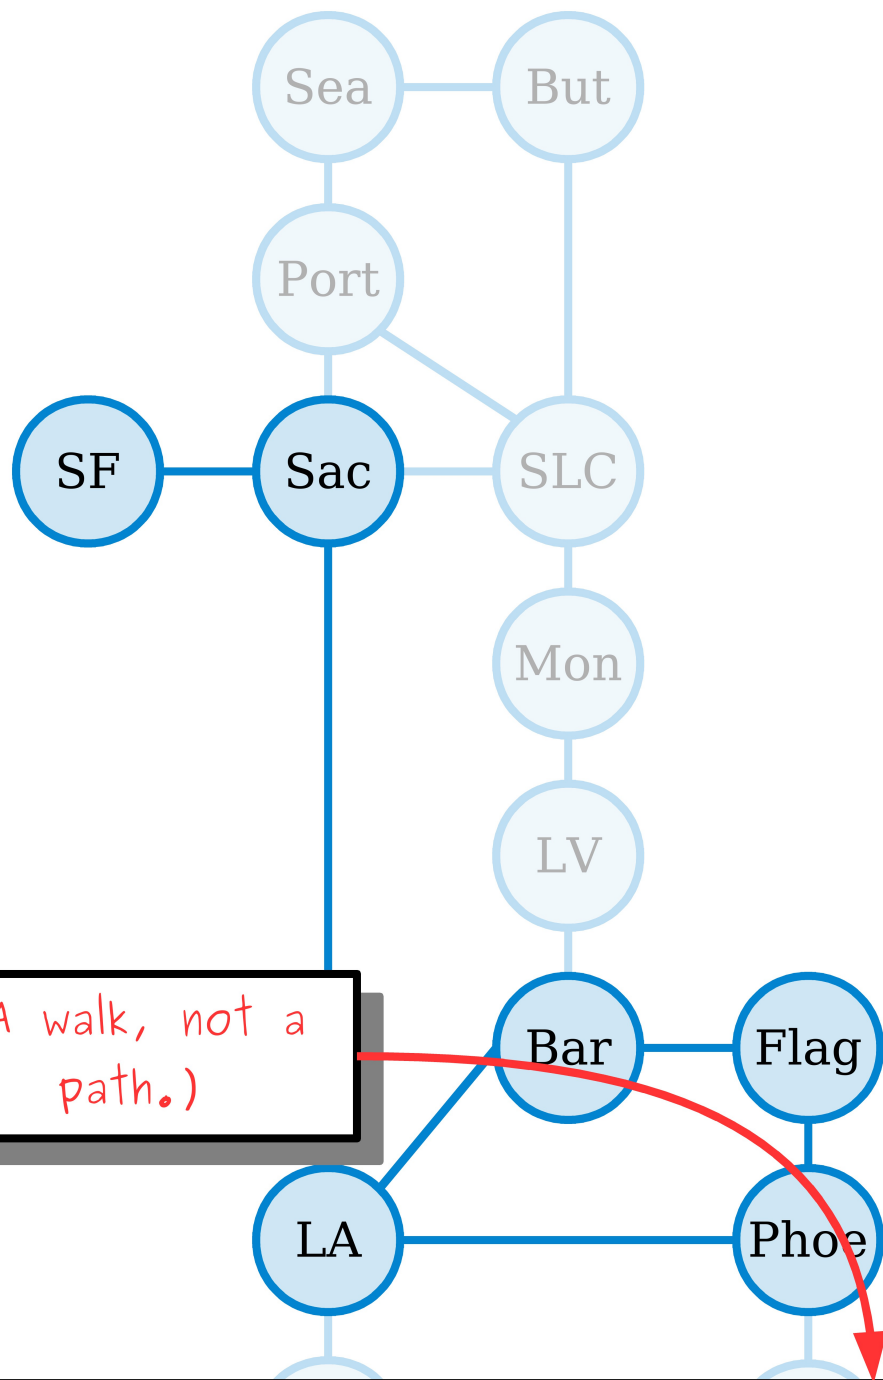 Sea
But
Port
SF
Sac
SLC
Mon
LV
A walk, not a
path.)
Bar
Flag
LA
Phoe